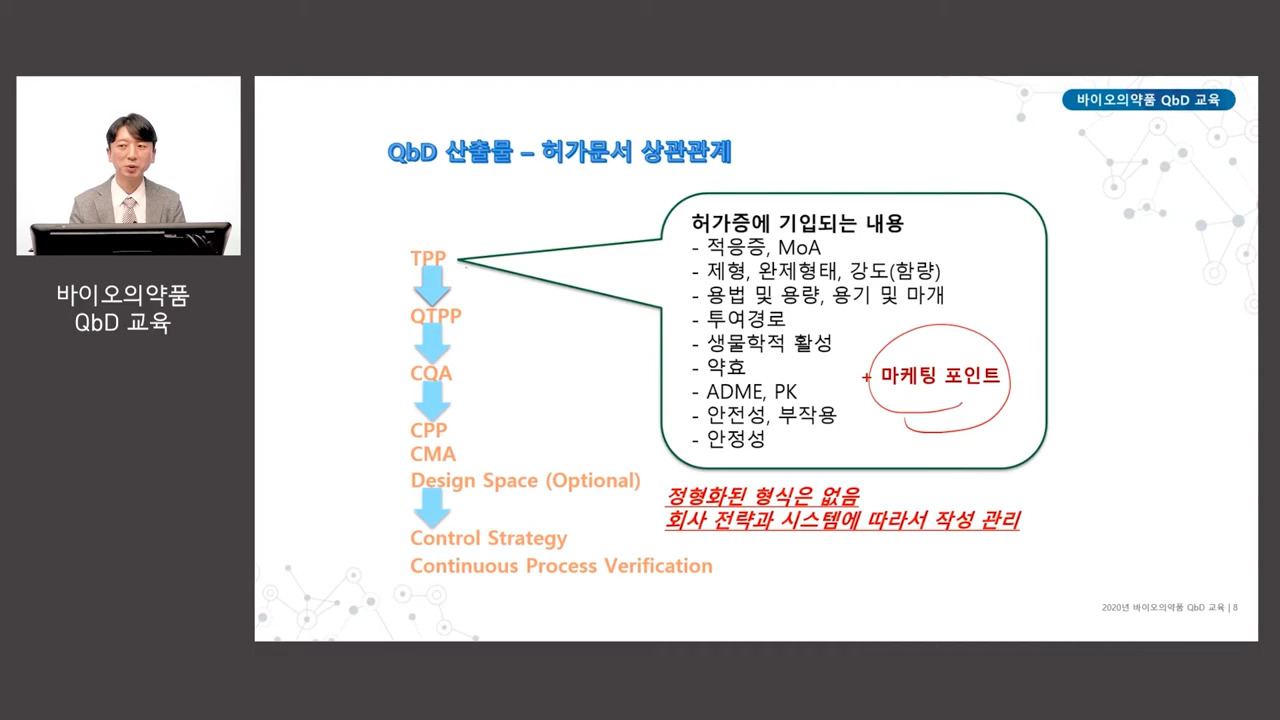 바이오의약품 QbD 교육
QbD 산출물 – 허가문서 상관관계
바이오의약품
QbD 교육
TPP
QTPP
CQA
CPP
CMA
Design Space (Optional)
Control Strategy
Continuous Process Verification
허가증에 기입되는 내용
- 적응증, MoA
- 제형, 완제형태, 강도(함량)
- 용법 및 용량, 용기 및 마개
- 투여경로
- 생물학적 활성
- 약효
- ADME, PK
- 안전성, 부작용
- 안정성
+ 마케팅 포인트
정형화된 형식은 없음
회사 전략과 시스템에 따라서 작성 관리
2020년 바이오의약품 QbD 교육 | 8